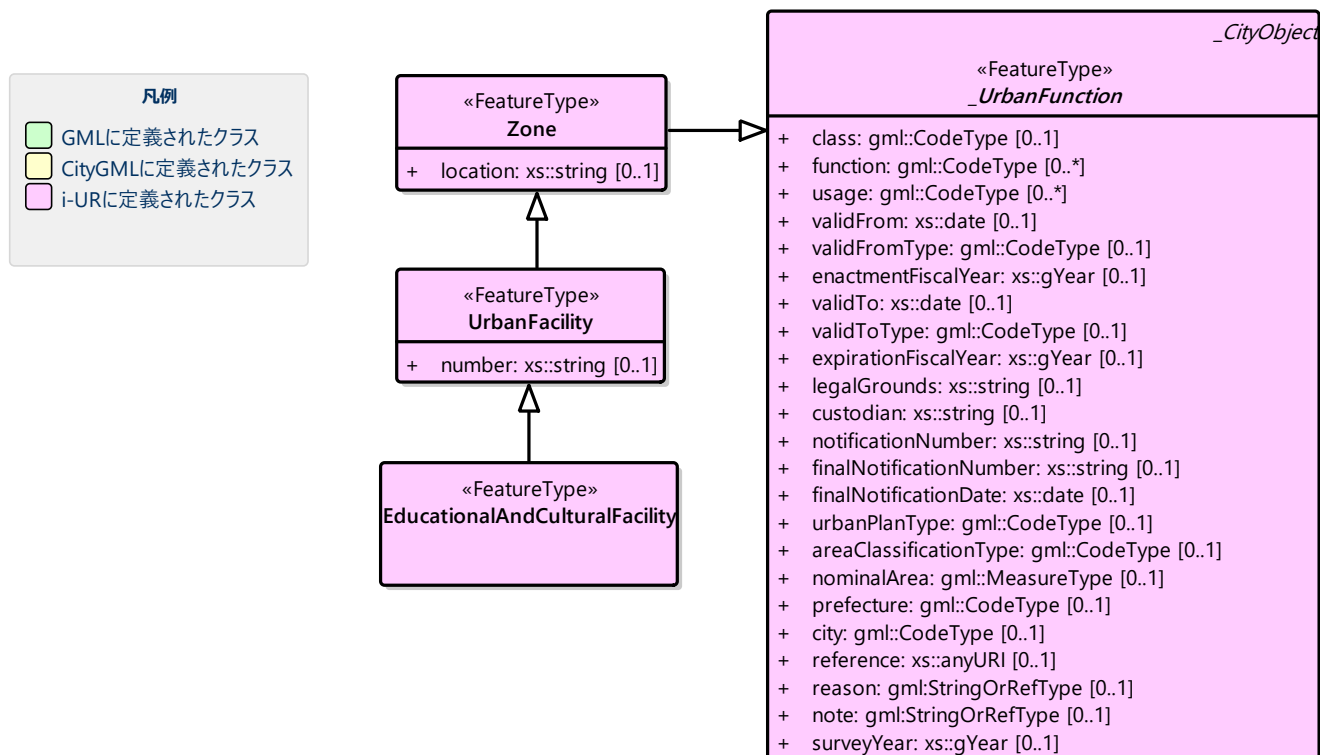 凡例
GMLに定義されたクラス
CityGMLに定義されたクラス
i-URに定義されたクラス
«FeatureType»
Zone
+ location: xs::string [0..1]
«FeatureType»
UrbanFacility
+ number: xs::string [0..1]
«FeatureType»
EducationalAndCulturalFacility
_CityObject
«FeatureType»
_UrbanFunction
+ class: gml::CodeType [0..1]
+ function: gml::CodeType [0..*]
+ usage: gml::CodeType [0..*]
+ validFrom: xs::date [0..1]
+ validFromType: gml::CodeType [0..1]
+ enactmentFiscalYear: xs::gYear [0..1]
+ validTo: xs::date [0..1]
+ validToType: gml::CodeType [0..1]
+ expirationFiscalYear: xs::gYear [0..1]
+ legalGrounds: xs::string [0..1]
+ custodian: xs::string [0..1]
+ notificationNumber: xs::string [0..1]
+ finalNotificationNumber: xs::string [0..1]
+ finalNotificationDate: xs::date [0..1]
+ urbanPlanType: gml::CodeType [0..1]
+ areaClassificationType: gml::CodeType [0..1]
+ nominalArea: gml::MeasureType [0..1]
+ prefecture: gml::CodeType [0..1]
+ city: gml::CodeType [0..1]
+ reference: xs::anyURI [0..1]
+ reason: gml:StringOrRefType [0..1]
+ note: gml:StringOrRefType [0..1]
+ surveyYear: xs::gYear [0..1]